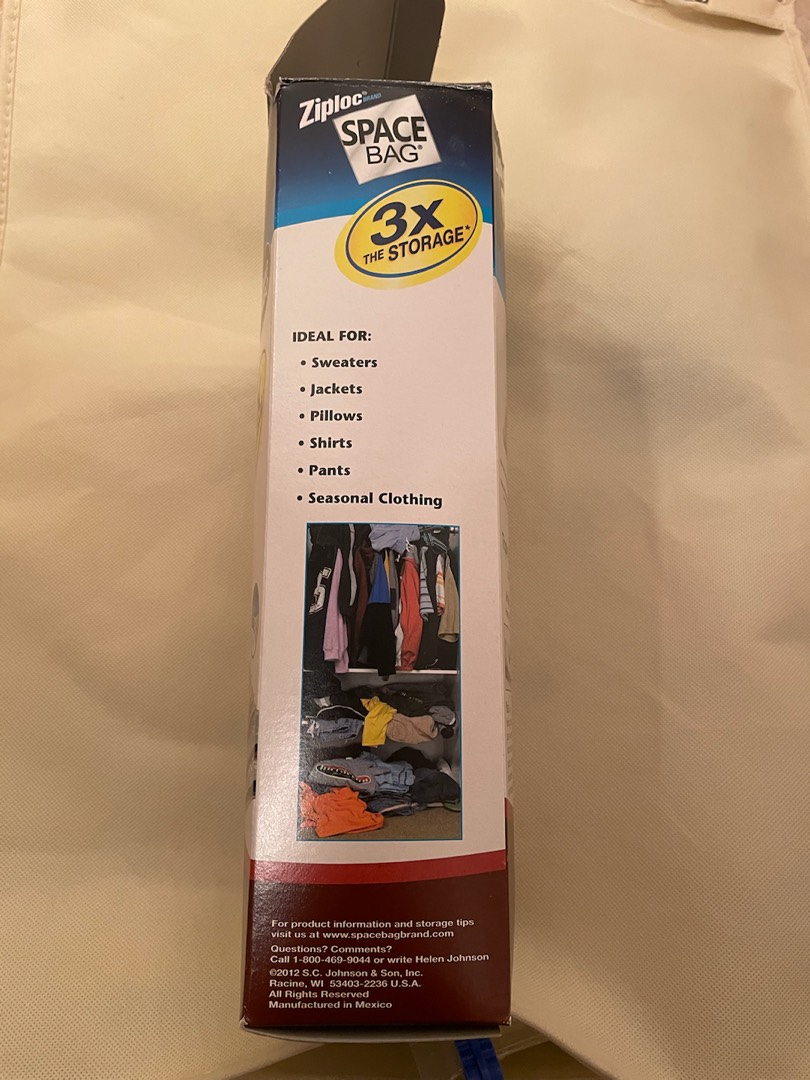 Ziploc® BRAND
SPACE
BAG®
3x
THE STORAGE*
IDEAL FOR:
• Sweaters
• Jackets
• Pillows
• Shirts
• Pants
• Seasonal Clothing
For product information and storage tips
visit us at www.spacebagbrand.com
Questions? Comments?
Call 1-800-469-9044 or write Helen Johnson
©2012 S.C. Johnson & Son, Inc.
Racine, WI 53403-2236 U.S.A.
All Rights Reserved
Manufactured in Mexico